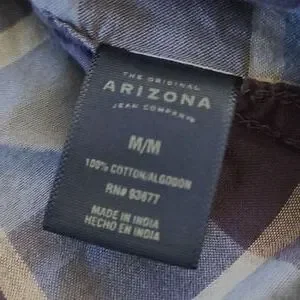 THE ORIGINAL
ARIZONA
JEAN COMPANY
M/M
100% COTTON/ALGODON
RN# 93677
MADE IN INDIA
HECHO EN INDIA